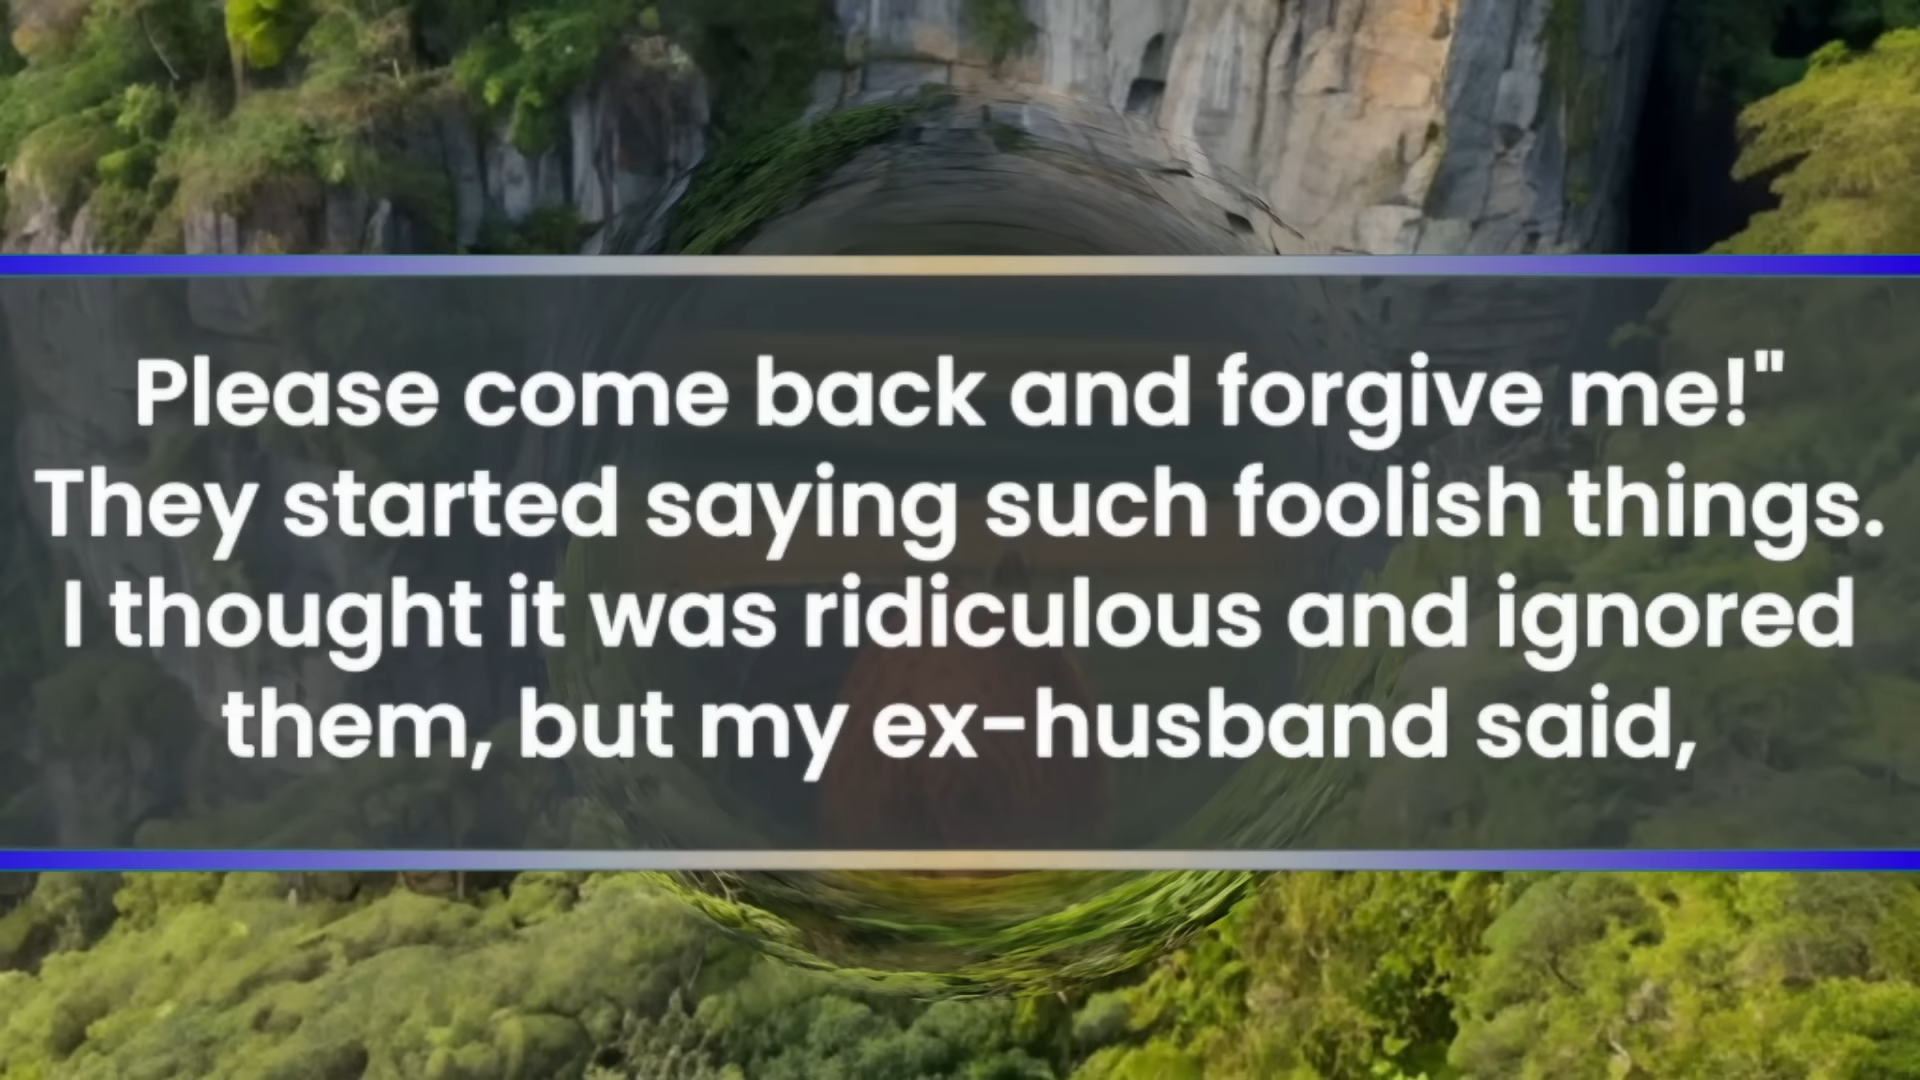 Please come back and forgive me!"
They started saying such foolish things.
I thought it was ridiculous and ignored
them, but my ex-husband said,